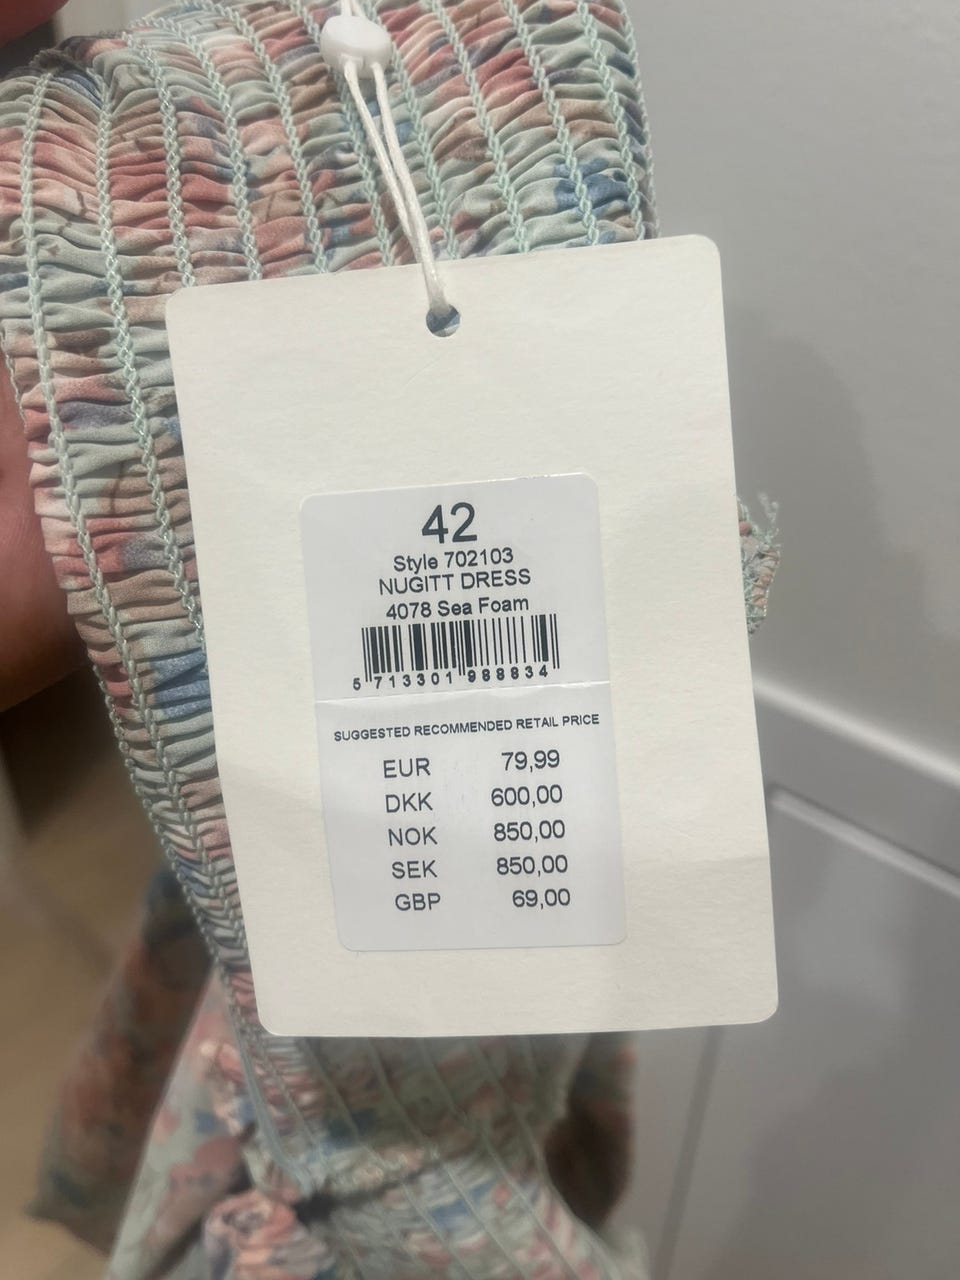 42
Style 702103
NUGITT DRESS
4078 Sea Foam
5 713301 988834
SUGGESTED RECOMMENDED RETAIL PRICE
EUR 79,99
DKK 600,00
NOK 850,00
SEK 850,00
GBP 69,00